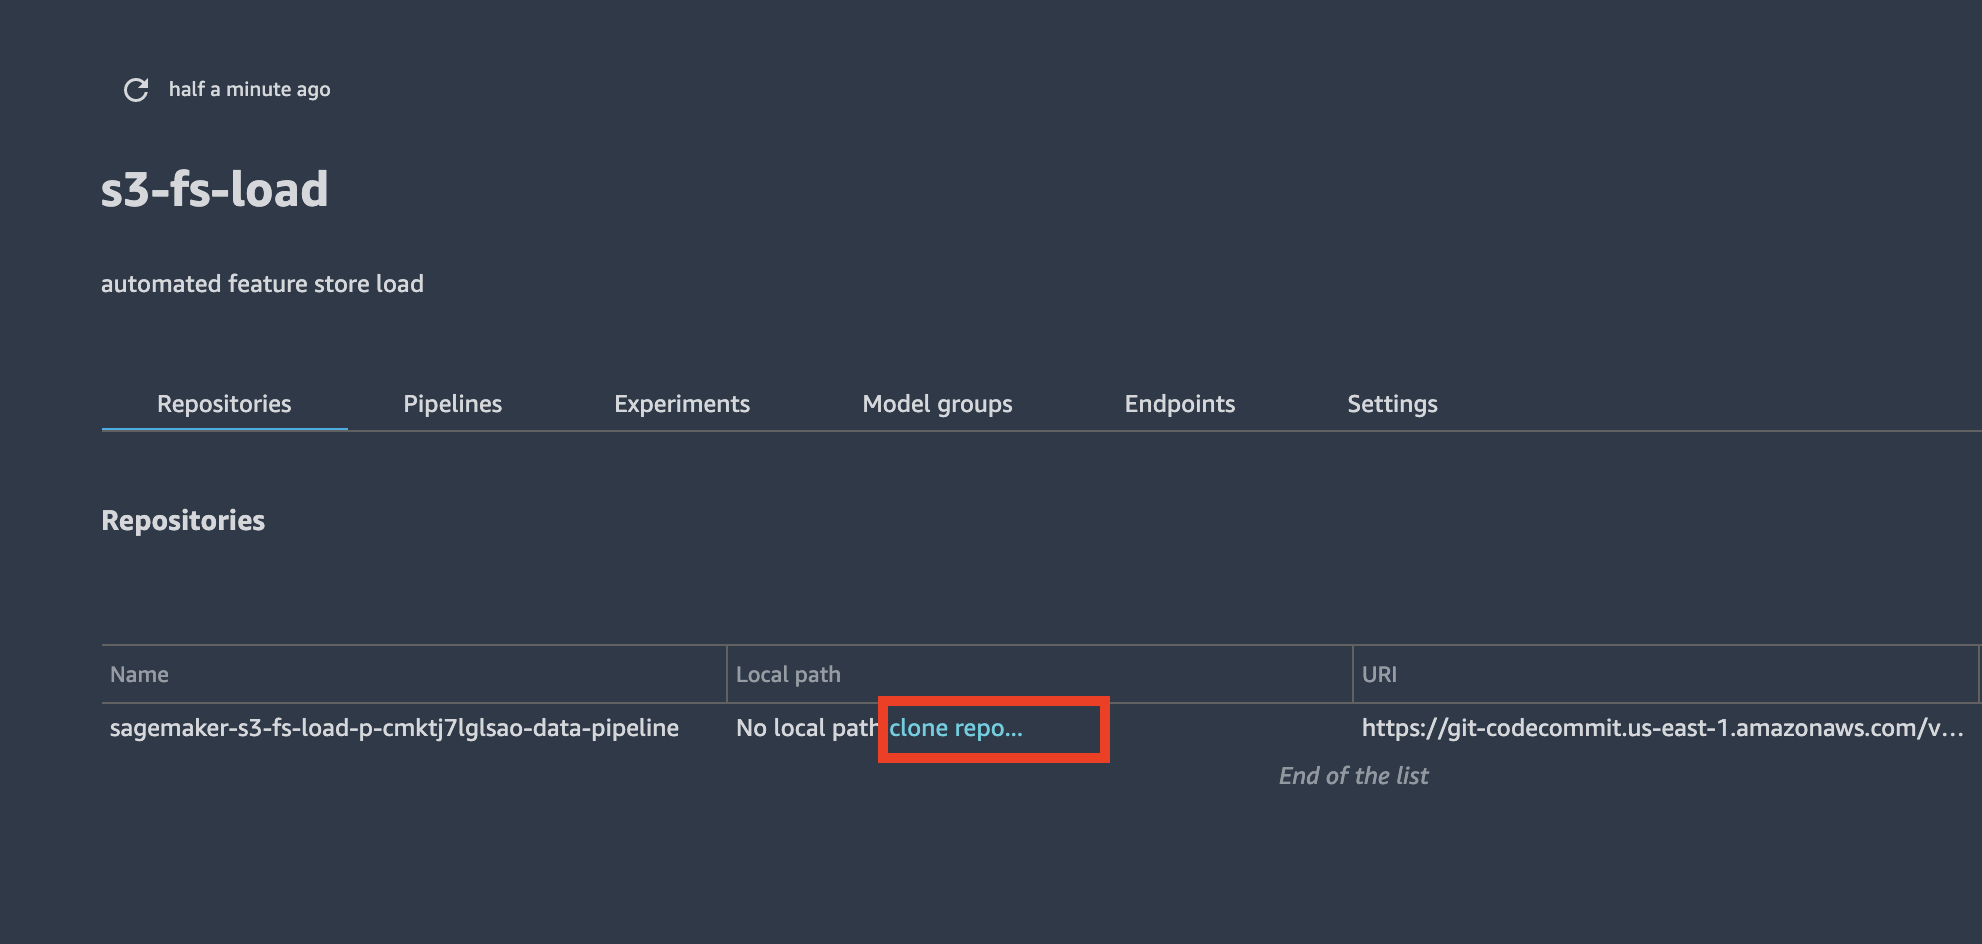 half a minute ago
s3-fs-load
automated feature store load
Repositories Pipelines Experiments Model groups Endpoints Settings
Repositories
Name Local path URI
sagemaker-s3-fs-load-p-cmktj7lglsao-data-pipeline No local path clone repo... https://git-codecommit.us-east-1.amazonaws.com/v...
End of the list